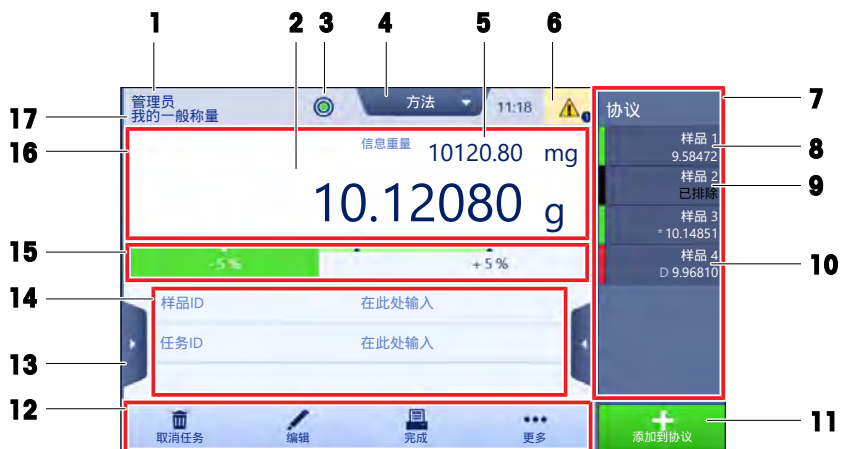 1 2 3 4 5 6
管理员
我的一般称量
方法
11:18
协议
7
17
16
信息重量 10120.80 mg
10.12080 g
样品 1
9.58472
8
样品 2
已排除
9
样品 3
* 10.14851
样品 4
D 9.96810
10
15
-5 %
+ 5 %
14
样品ID 在此处输入
任务ID 在此处输入
13
12
取消任务 编辑 完成 更多
添加到协议
11